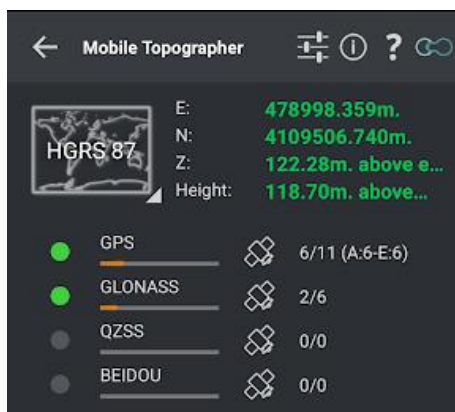 Mobile Topographer
HGRS 87
E: 478998.359m.
N: 4109506.740m.
Z: 122.28m. above e...
Height: 118.70m. above...
GPS 6/11 (A:6-E:6)
GLONASS 2/6
QZSS 0/0
BEIDOU 0/0